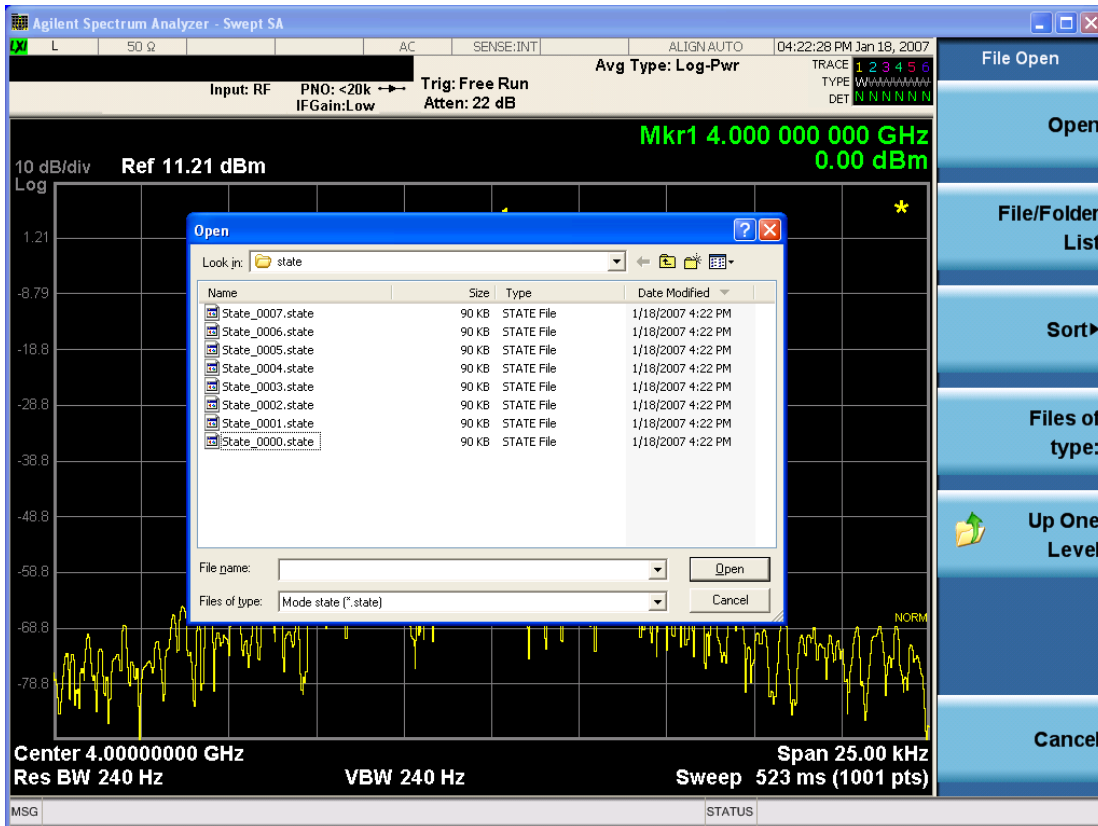 Agilent Spectrum Analyzer - Swept SA
LXI L 50 Ω AC SENSE:INT ALIGN AUTO 04:22:28 PM Jan 18, 2007
Input: RF PNO: <20k Trig: Free Run Avg Type: Log-Pwr TRACE 1 2 3 4 5 6
IFGain:Low Atten: 22 dB TYPE
DET N N N N N N
Mkr1 4.000 000 000 GHz
0.00 dBm
10 dB/div Ref 11.21 dBm
Log
1.21
-8.79
-18.8
-28.8
-38.8
-48.8
-58.8
-68.8
-78.8
NORM
Open
Look in: state
Name Size Type Date Modified
State_0007.state 90 KB STATE File 1/18/2007 4:22 PM
State_0006.state 90 KB STATE File 1/18/2007 4:22 PM
State_0005.state 90 KB STATE File 1/18/2007 4:22 PM
State_0004.state 90 KB STATE File 1/18/2007 4:22 PM
State_0003.state 90 KB STATE File 1/18/2007 4:22 PM
State_0002.state 90 KB STATE File 1/18/2007 4:22 PM
State_0001.state 90 KB STATE File 1/18/2007 4:22 PM
State_0000.state 90 KB STATE File 1/18/2007 4:22 PM
File name: Open
Files of type: Mode state (*.state) Cancel
Center 4.00000000 GHz Span 25.00 kHz
Res BW 240 Hz VBW 240 Hz Sweep 523 ms (1001 pts)
MSG STATUS
File Open
Open
File/Folder
List
Sort
Files of
type:
Up One
Level
Cancel